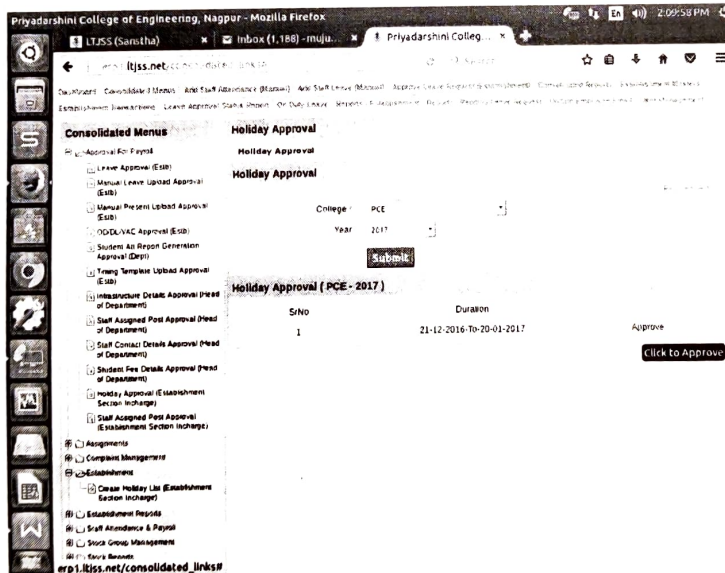 Priyadarshini College of Engineering, Nagpur - Mozilla Firefox
En 2:09:58 PM
LTJSS (Sanstha)
Inbox (1,188) - muju...
Priyadarshini Colleg...
ltjss.net
Consolidated Menus
Approval For Payroll
Leave Approval (Estb)
Manual Leave Upload Approval
(Estb)
Manual Present Upload Approval
(Estb)
OD/DL/VAC Approval (Estb)
Student Att Report Generation
Approval (Dept)
Timing Template Upload Approval
(Estb)
Infrastructure Details Approval (Head
of Department)
Staff Assigned Post Approval (Head
of Department)
Staff Contact Details Approval (Head
of Department)
Student Fee Details Approval (Head
of Department)
Holiday Approval (Establishment
Section Incharge)
Staff Assigned Post Approval
(Establishment Section Incharge)
Assignments
Complaint Management
Establishment
Create Holiday List (Establishment
Section Incharge)
Establishment Reports
Staff Attendance & Payroll
Stock Group Management
Stock Reports
erp1.ltjss.net/consolidated_links#
Holiday Approval
Holiday Approval
Holiday Approval
College PCE
Year 2017
Submit
Holiday Approval ( PCE - 2017 )
SrNo Duration
1 21-12-2016-To-20-01-2017 Approve
Click to Approve